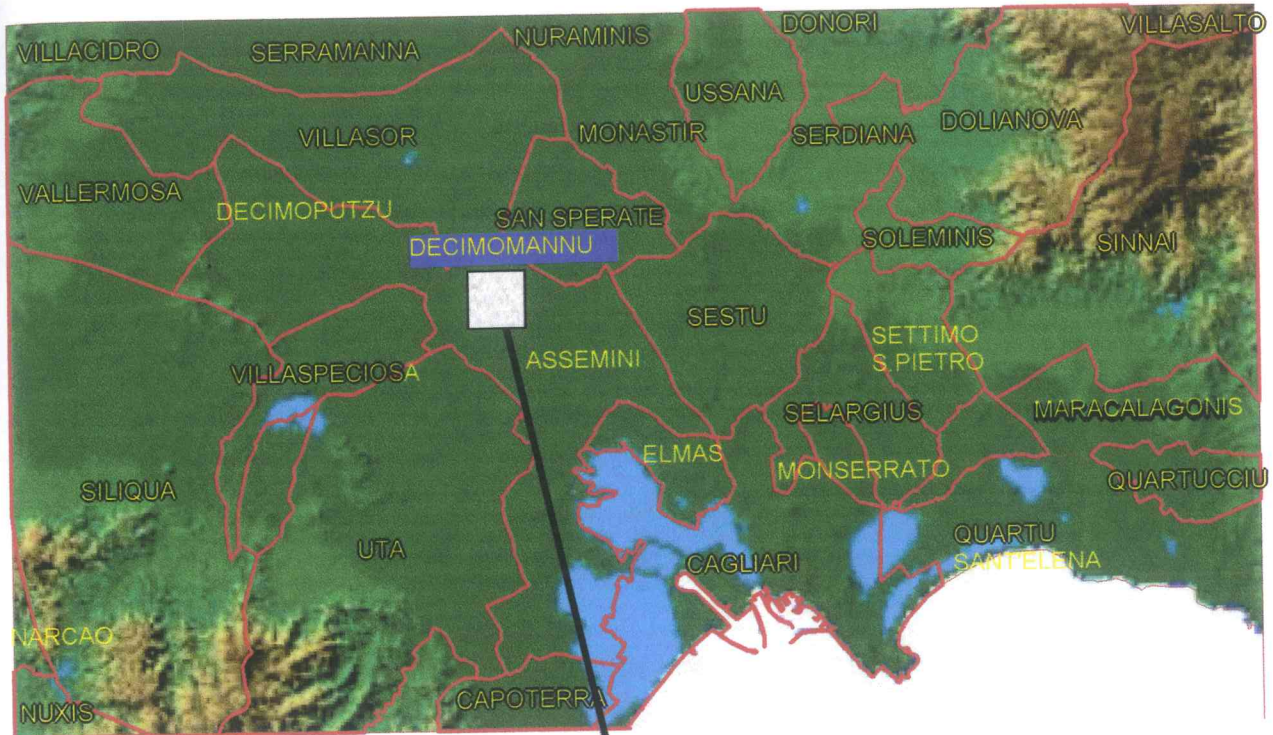 VILLACIDRO
SERRAMANNA
NURAMINIS
DONORI
VILLASALTO
USSANA
VILLASOR
MONASTIR
SERDIANA
DOLIANOVA
VALLERMOSA
DECIMOPUTZU
SAN SPERATE
DECIMOMANNU
SOLEMINIS
SINNAI
SESTU
SETTIMO
S.PIETRO
ASSEMINI
VILLASPECIOSA
SELARGIUS
MARACALAGONIS
ELMAS
MONSERRATO
QUARTUCCIU
SILIQUA
UTA
QUARTU
SANT'ELENA
CAGLIARI
NARCAO
CAPOTERRA
NUXIS